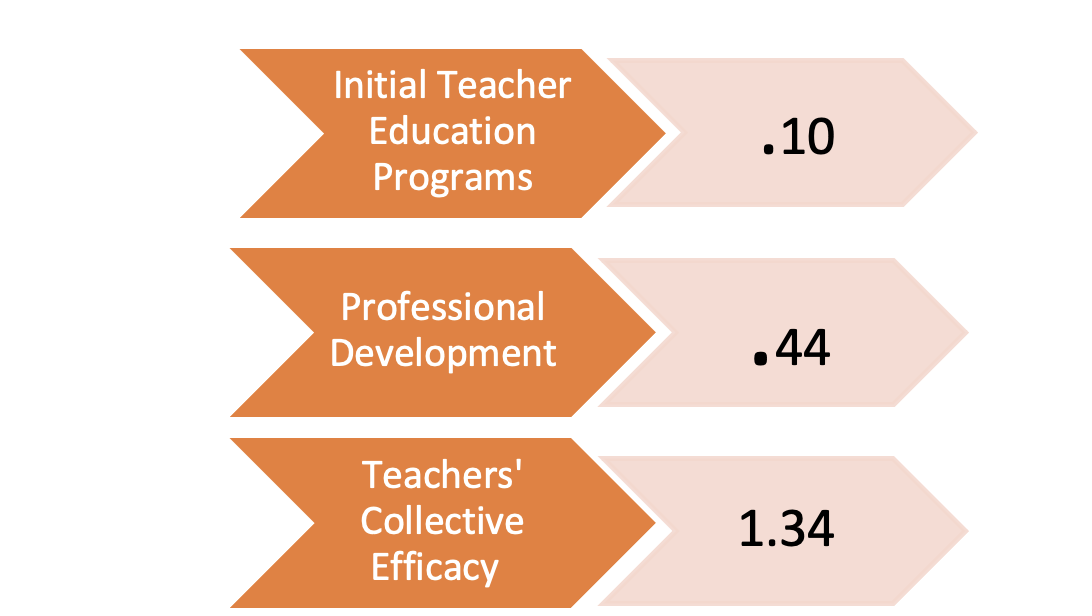 Initial Teacher
Education
Programs
.10
Professional
Development
.44
Teachers'
Collective
Efficacy
1.34